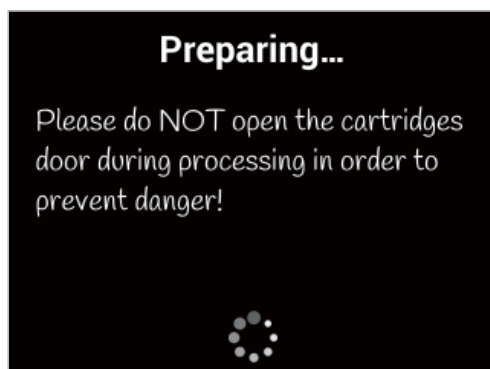 Preparing...
Please do NOT open the cartridges
door during processing in order to
prevent danger!